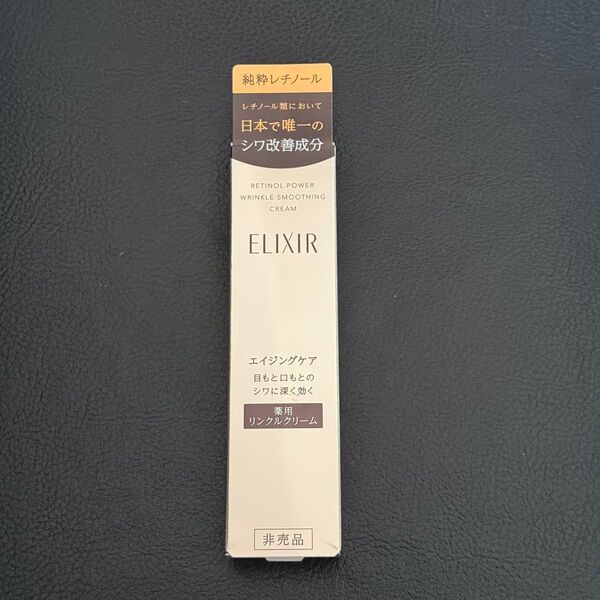 純粋レチノール
レチノール類において
日本で唯一の
シワ改善成分
RETINOL POWER
WRINKLE SMOOTHING
CREAM
ELIXIR
エイジングケア
目もと口もとの
シワに深く効く
薬用
リンクルクリーム
非売品